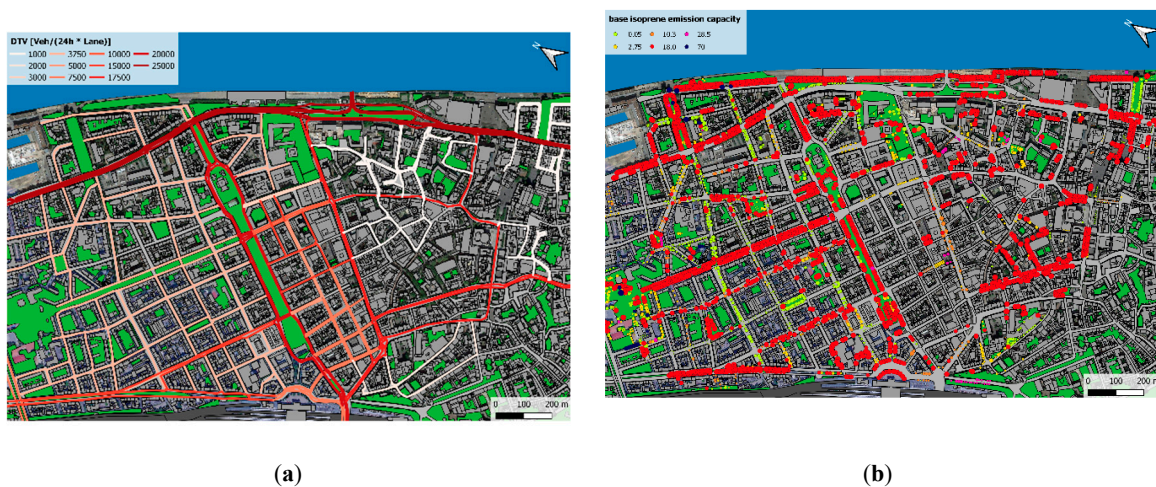 DTV [Veh/(24h * Lane)]
1000 3750 10000 20000
2000 5000 15000 25000
3000 7500 17500
N
0 100 200 m
base isoprene emission capacity
0.05 10.3 28.5
2.75 18.0 70
N
0 100 200 m
(a) (b)